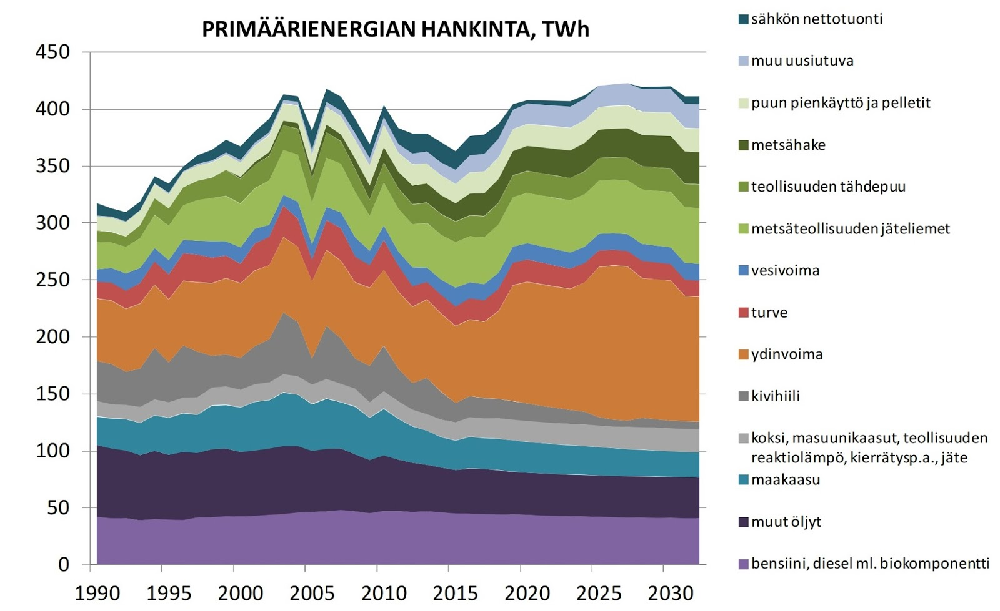 PRIMÄÄRIENERGIAN HANKINTA, TWh
450
400
350
300
250
200
150
100
50
0
1990 1995 2000 2005 2010 2015 2020 2025 2030
sähkön nettotuonti
muu uusiutuva
puun pienkäyttö ja pelletit
metsähake
teollisuuden tähdepuu
metsäteollisuuden jäteliemet
vesivoima
turve
ydinvoima
kivihiili
koksi, masuunikaasut, teollisuuden
reaktiolämpö, kierrätysp.a., jäte
maakaasu
muut öljyt
bensiini, diesel ml. biokomponentti